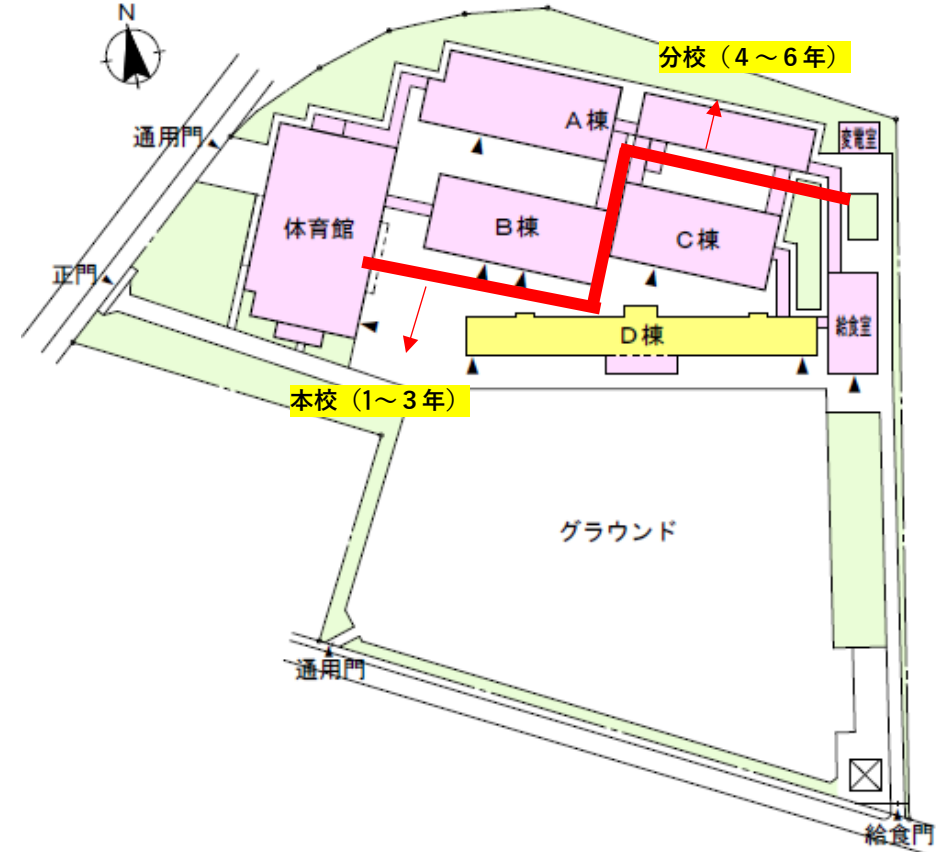 N
分校（４～６年）
通用門
A棟
変電室
体育館
B棟
C棟
正門
給食室
D棟
本校（1～３年）
グラウンド
通用門
給食門